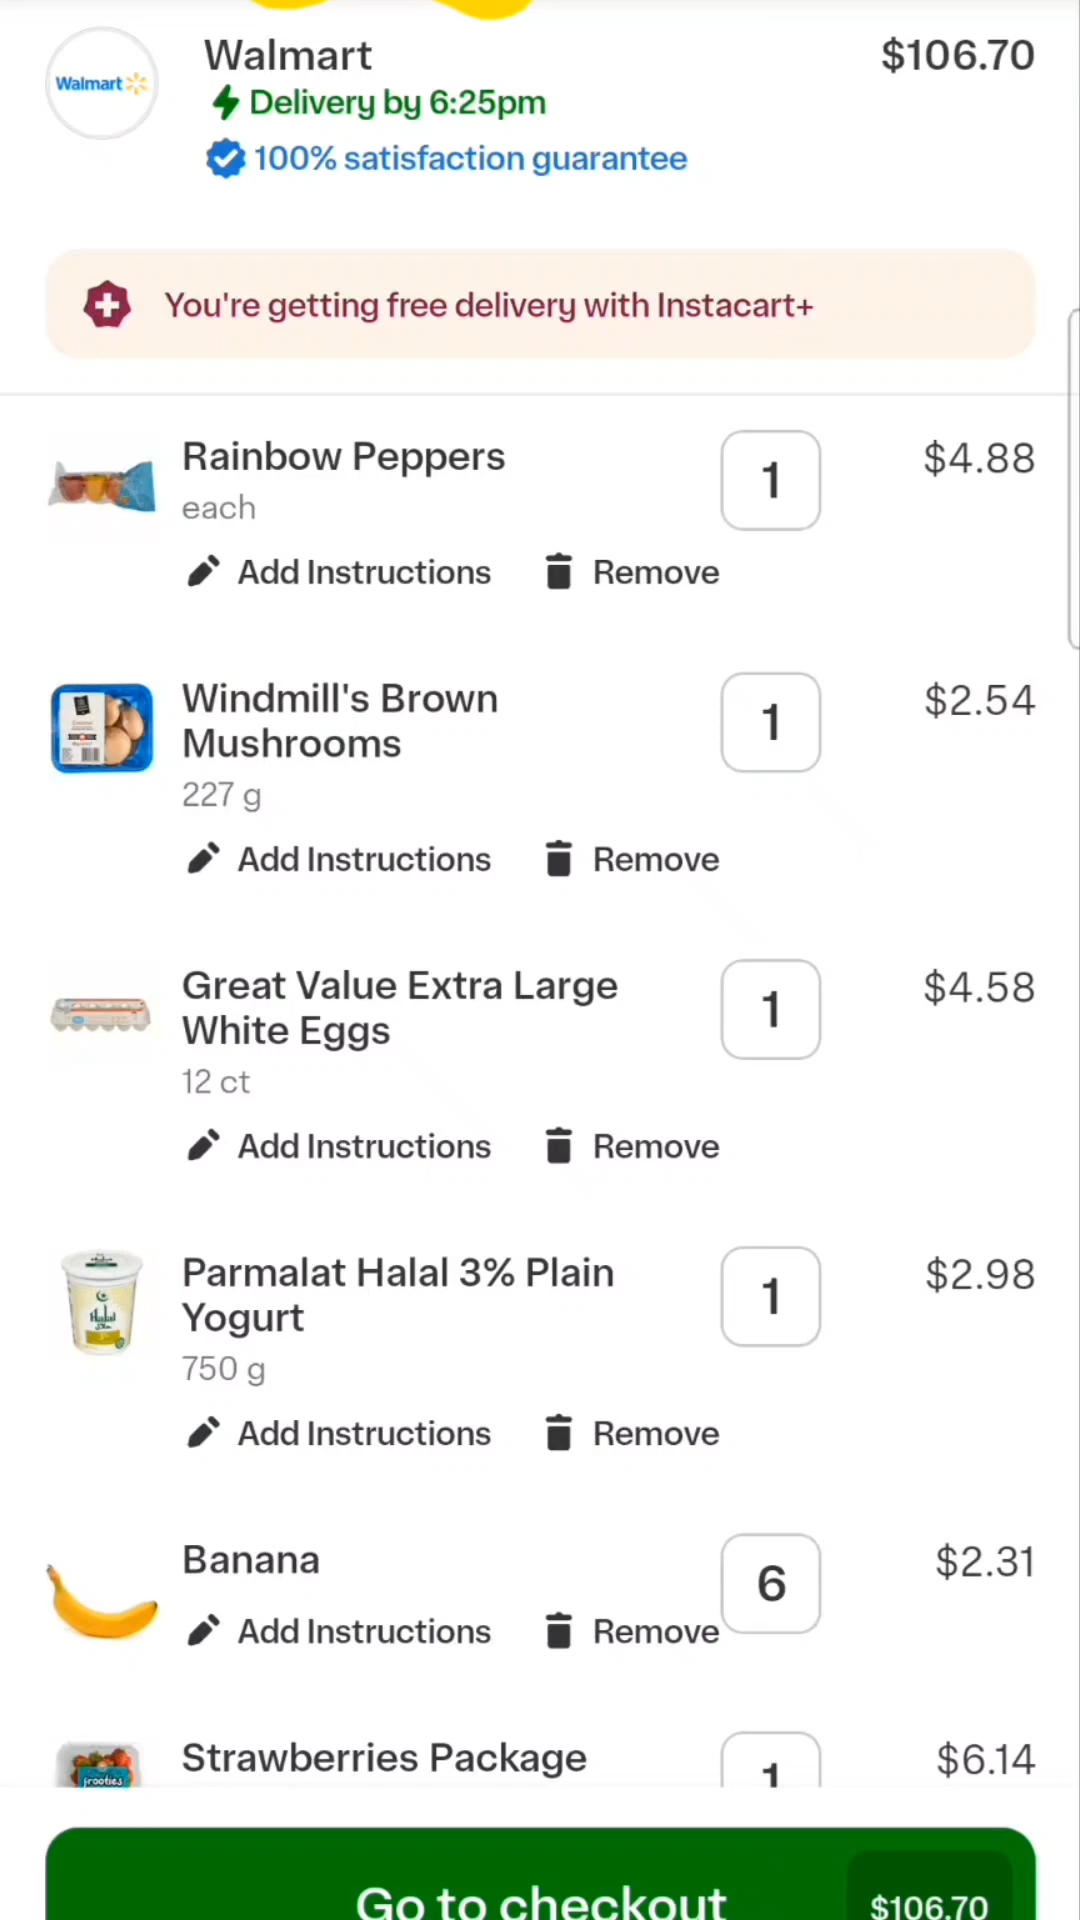 Walmart
Walmart
$106.70
Delivery by 6:25pm
100% satisfaction guarantee
You're getting free delivery with Instacart+
Rainbow Peppers
1
$4.88
each
Add Instructions
Remove
Windmill's Brown
Mushrooms
1
$2.54
227 g
Add Instructions
Remove
Great Value Extra Large
White Eggs
1
$4.58
12 ct
Add Instructions
Remove
Parmalat Halal 3% Plain
Yogurt
1
$2.98
Halal
750 g
Add Instructions
Remove
Banana
6
$2.31
Add Instructions
Remove
Strawberries Package
1
$6.14
frooties
Go to checkout
$106.70